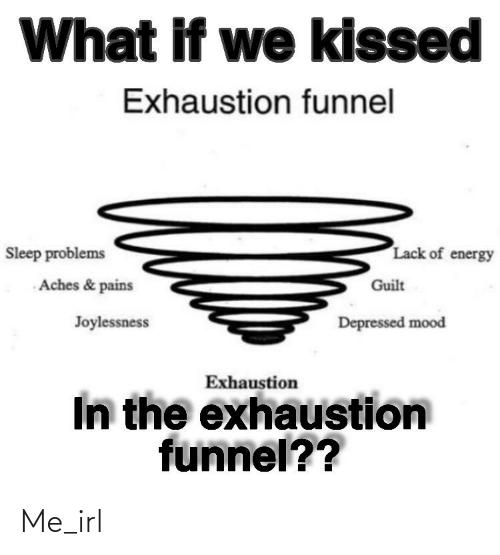 What if we kissed
Exhaustion funnel
Sleep problems
Lack of energy
Aches & pains
Guilt
Joylessness
Depressed mood
Exhaustion
In the exhaustion
funnel??
Me_irl